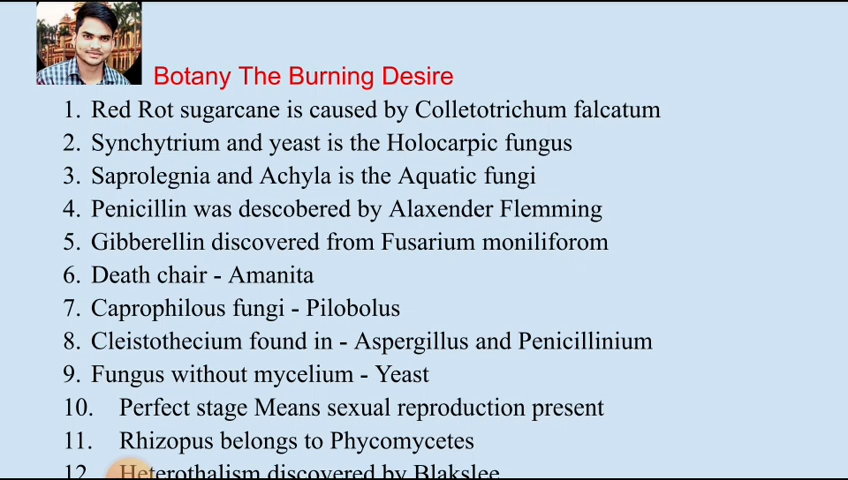 Botany The Burning Desire
1. Red Rot sugarcane is caused by Colletotrichum falcatum
2. Synchytrium and yeast is the Holocarpic fungus
3. Saprolegnia and Achyla is the Aquatic fungi
4. Penicillin was descobered by Alaxender Flemming
5. Gibberellin discovered from Fusarium moniliforom
6. Death chair - Amanita
7. Caprophilous fungi - Pilobolus
8. Cleistothecium found in - Aspergillus and Penicillinium
9. Fungus without mycelium - Yeast
10. Perfect stage Means sexual reproduction present
11. Rhizopus belongs to Phycomycetes
12. Heterothalism discovered by Blakslee